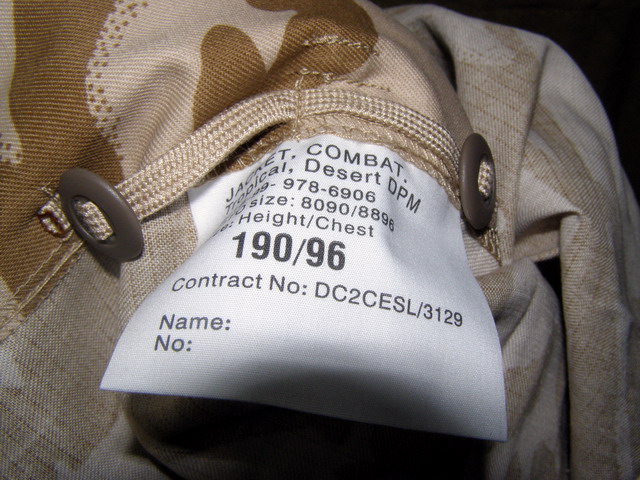 JACKET, COMBAT,
Tropical, Desert DPM
978-6906
size: 8090/8896
Height/Chest
190/96
Contract No: DC2CESL/3129
Name:
No: